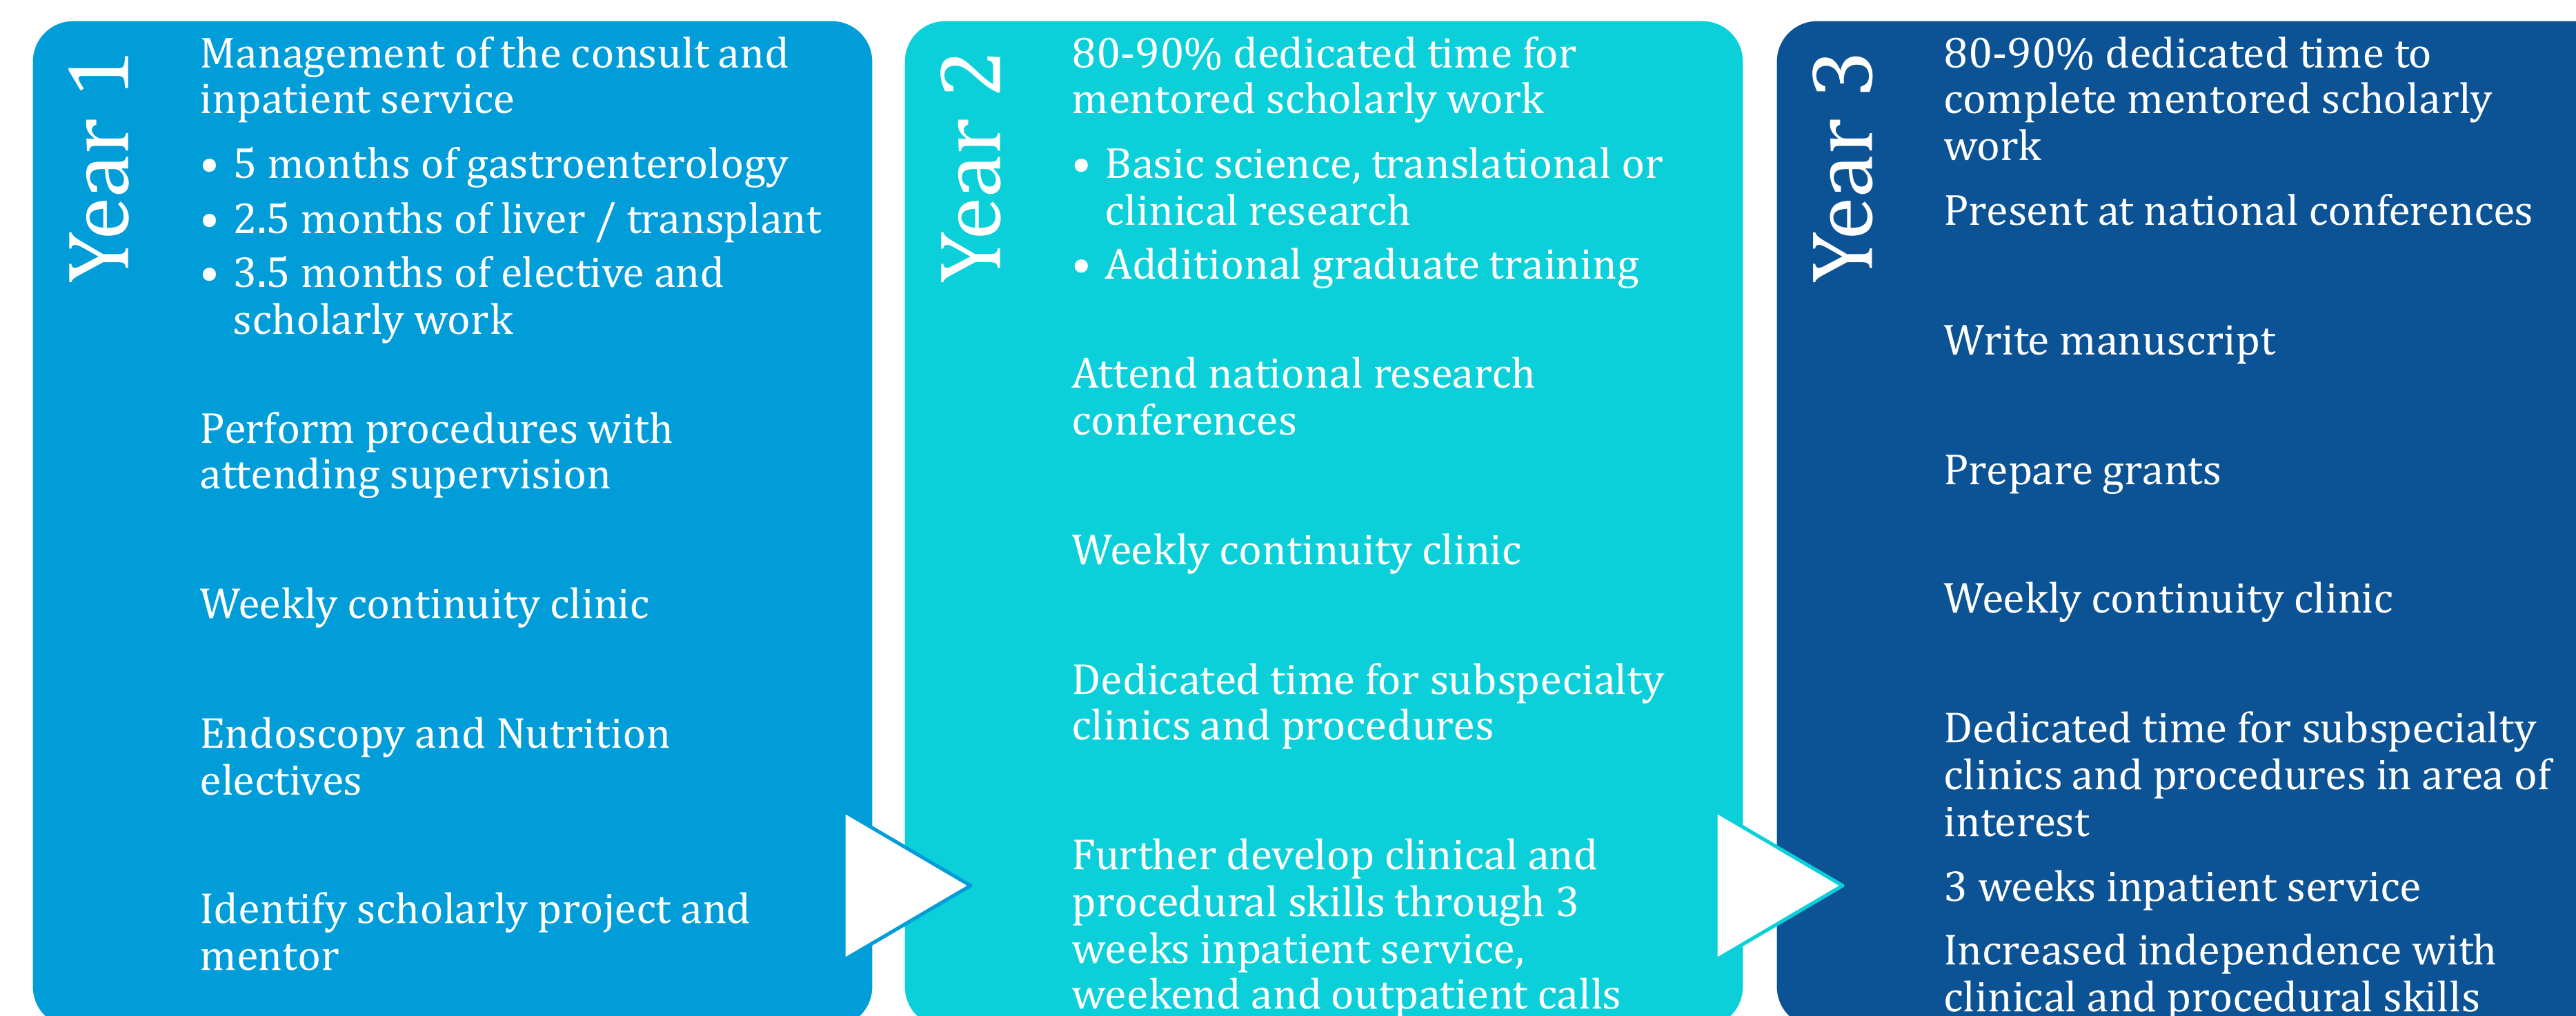 Year 1
Management of the consult and
inpatient service
• 5 months of gastroenterology
• 2.5 months of liver / transplant
• 3.5 months of elective and
scholarly work
Perform procedures with
attending supervision
Weekly continuity clinic
Endoscopy and Nutrition
electives
Identify scholarly project and
mentor
Year 2
80-90% dedicated time for
mentored scholarly work
• Basic science, translational or
clinical research
• Additional graduate training
Attend national research
conferences
Weekly continuity clinic
Dedicated time for subspecialty
clinics and procedures
Further develop clinical and
procedural skills through 3
weeks inpatient service,
weekend and outpatient calls
Year 3
80-90% dedicated time to
complete mentored scholarly
work
Present at national conferences
Write manuscript
Prepare grants
Weekly continuity clinic
Dedicated time for subspecialty
clinics and procedures in area of
interest
3 weeks inpatient service
Increased independence with
clinical and procedural skills